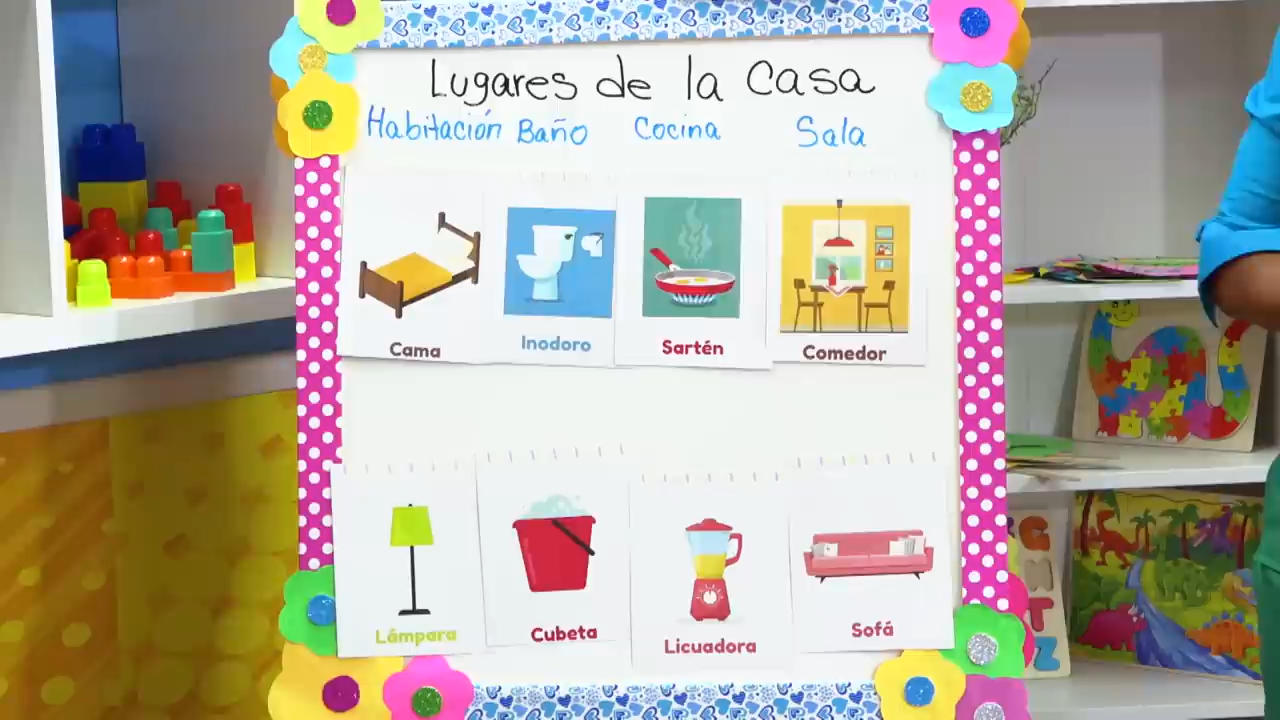 Lugares de la Casa
Habitación Baño Cocina Sala
Cama Inodoro Sartén Comedor
Lámpara Cubeta Licuadora Sofá